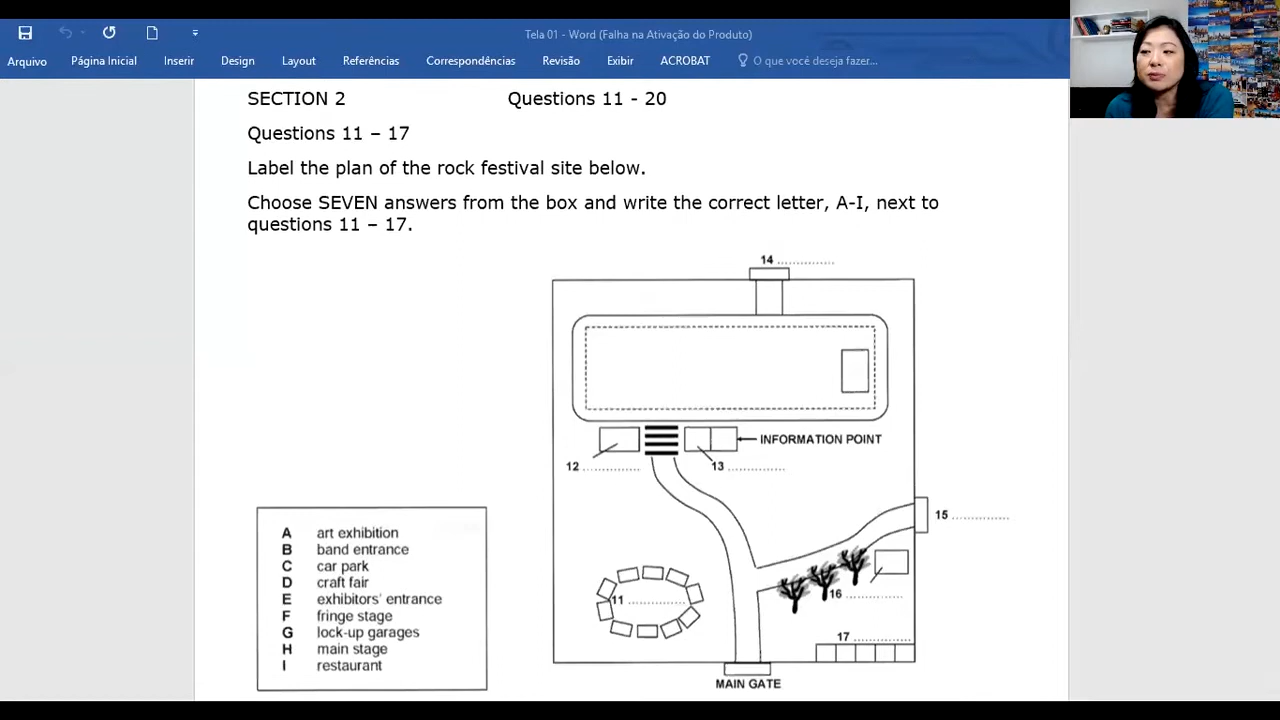 Tela 01 - Word (Falha na Ativação do Produto)
Arquivo Página Inicial Inserir Design Layout Referências Correspondências Revisão Exibir ACROBAT O que você deseja fazer...
SECTION 2 Questions 11 - 20
Questions 11 – 17
Label the plan of the rock festival site below.
Choose SEVEN answers from the box and write the correct letter, A-I, next to
questions 11 – 17.
14 ..............
INFORMATION POINT
12 ..............
13 ..............
15 ..............
16 ..............
11 ..............
17 ..............
MAIN GATE
A art exhibition
B band entrance
C car park
D craft fair
E exhibitors' entrance
F fringe stage
G lock-up garages
H main stage
I restaurant